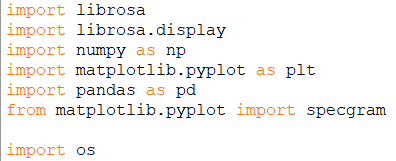 import librosa
import librosa.display
import numpy as np
import matplotlib.pyplot as plt
import pandas as pd
from matplotlib.pyplot import specgram
import os